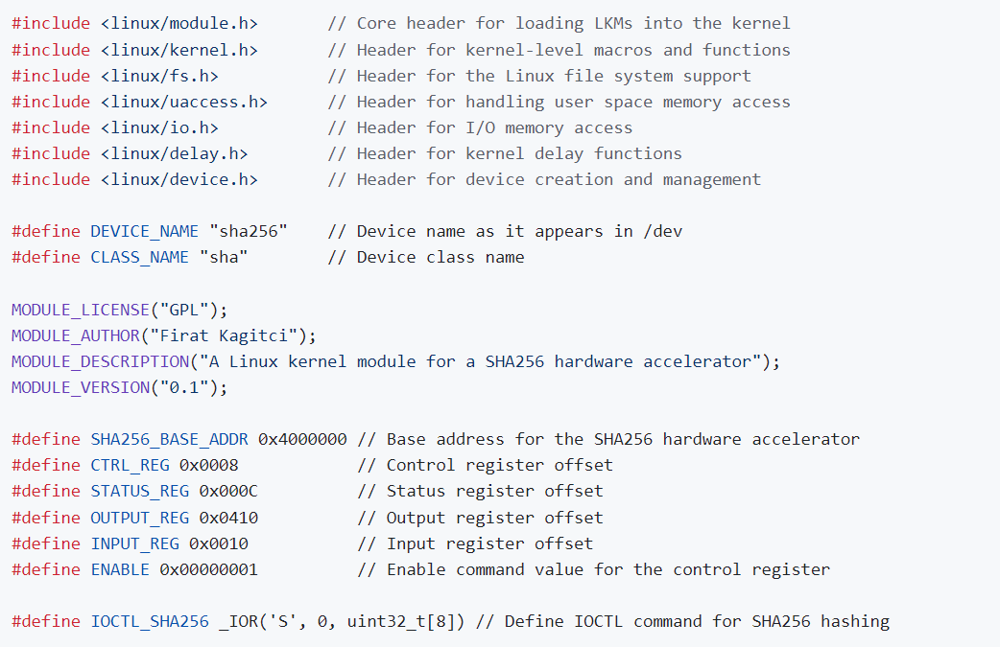 #include <linux/module.h>       // Core header for loading LKMs into the kernel
#include <linux/kernel.h>       // Header for kernel-level macros and functions
#include <linux/fs.h>           // Header for the Linux file system support
#include <linux/uaccess.h>      // Header for handling user space memory access
#include <linux/io.h>           // Header for I/O memory access
#include <linux/delay.h>        // Header for kernel delay functions
#include <linux/device.h>       // Header for device creation and management
#define DEVICE_NAME "sha256"    // Device name as it appears in /dev
#define CLASS_NAME "sha"        // Device class name
MODULE_LICENSE("GPL");
MODULE_AUTHOR("Firat Kagitci");
MODULE_DESCRIPTION("A Linux kernel module for a SHA256 hardware accelerator");
MODULE_VERSION("0.1");
#define SHA256_BASE_ADDR 0x4000000 // Base address for the SHA256 hardware accelerator
#define CTRL_REG 0x0008            // Control register offset
#define STATUS_REG 0x000C          // Status register offset
#define OUTPUT_REG 0x0410          // Output register offset
#define INPUT_REG 0x0010           // Input register offset
#define ENABLE 0x00000001          // Enable command value for the control register
#define IOCTL_SHA256 _IOR('S', 0, uint32_t[8]) // Define IOCTL command for SHA256 hashing